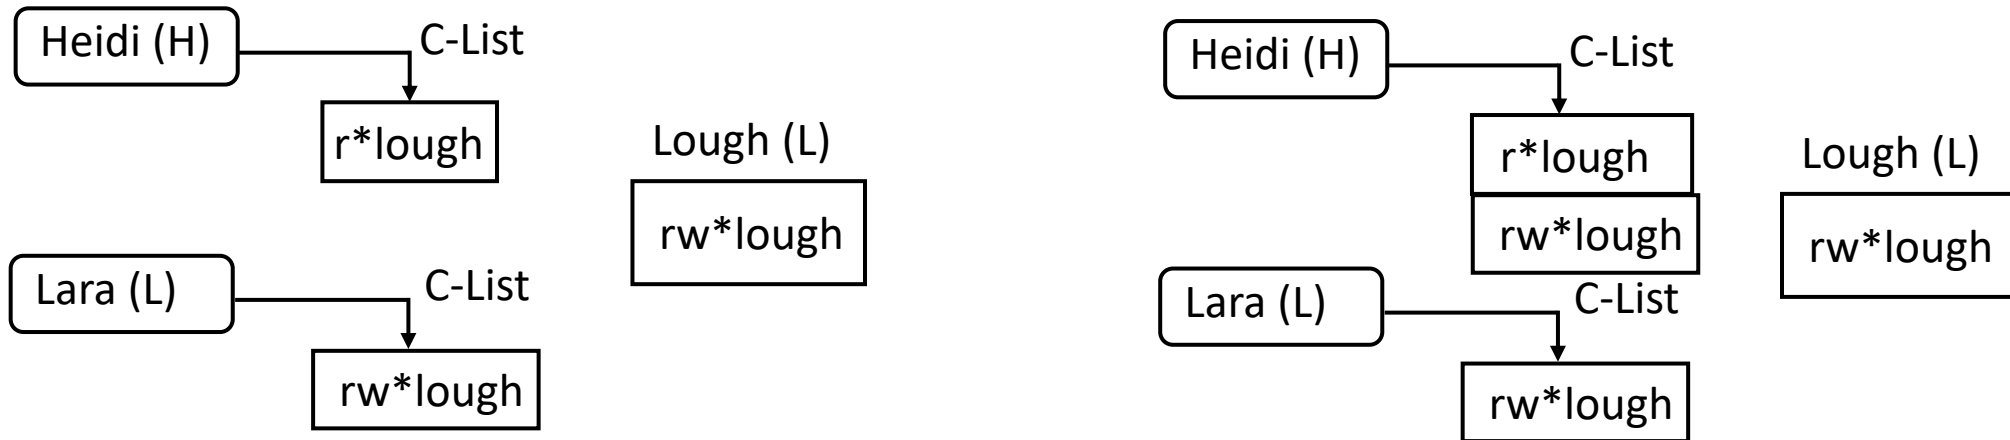 Heidi (H)
C-List
r*lough
Lough (L)
rw*lough
Lara (L)
C-List
rw*lough
Heidi (H)
C-List
r*lough
rw*lough
Lough (L)
rw*lough
Lara (L)
C-List
rw*lough